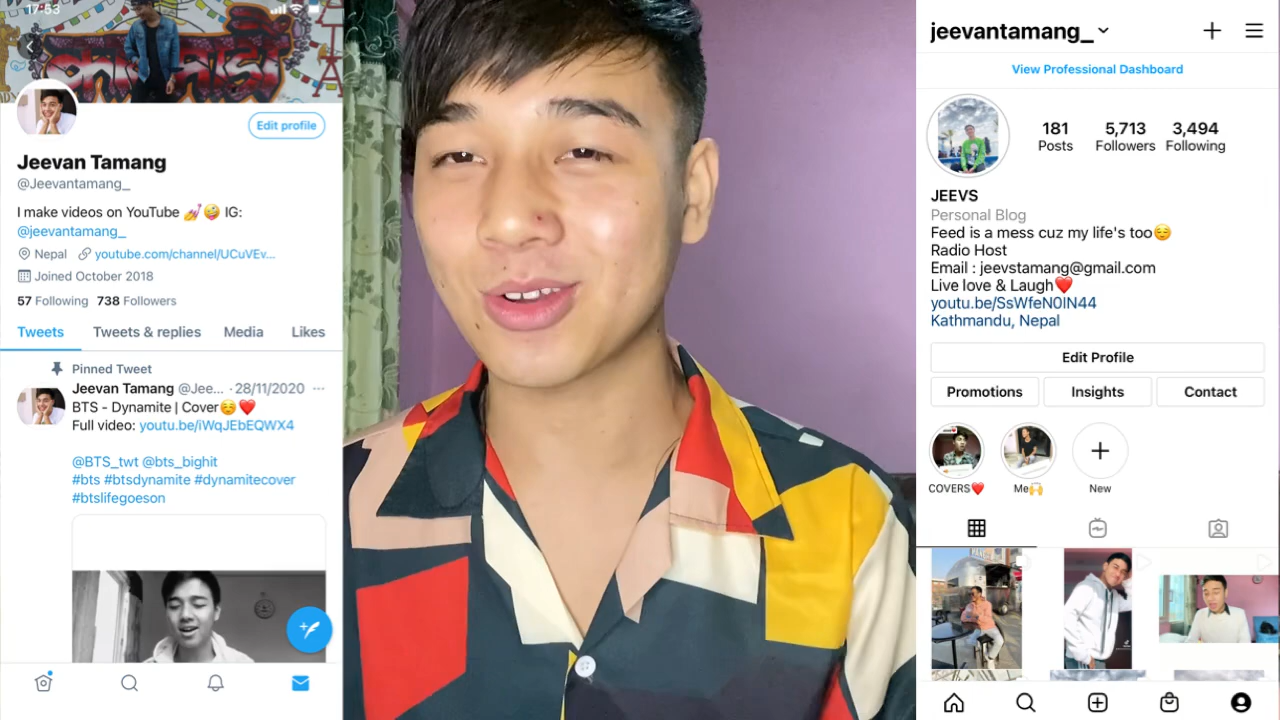 17:53
Edit profile
Jeevan Tamang
@Jeevantamang_
I make videos on YouTube 💅🤪 IG:
@jeevantamang_
Nepal youtube.com/channel/UCuVEv...
Joined October 2018
57 Following 738 Followers
Tweets Tweets & replies Media Likes
Pinned Tweet
Jeevan Tamang @Jee... · 28/11/2020 ···
BTS - Dynamite | Cover☺️❤️
Full video: youtu.be/iWqJEbEQWX4
@BTS_twt @bts_bighit
#bts #btsdynamite #dynamitecover
#btslifegoeson
jeevantamang_
View Professional Dashboard
181 5,713 3,494
Posts Followers Following
JEEVS
Personal Blog
Feed is a mess cuz my life's too😌
Radio Host
Email : jeevstamang@gmail.com
Live love & Laugh❤️
youtu.be/SsWfeN0lN44
Kathmandu, Nepal
Edit Profile
Promotions Insights Contact
COVERS❤️ Me🙌 New